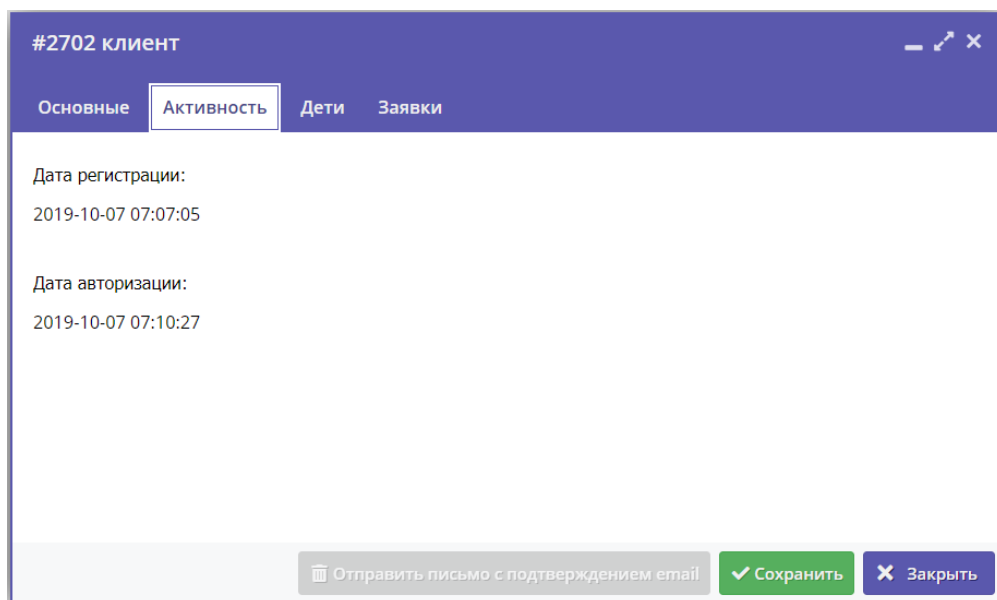 #2702 клиент
Основные Активность Дети Заявки
Дата регистрации:
2019-10-07 07:07:05
Дата авторизации:
2019-10-07 07:10:27
Отправить письмо с подтверждением email Сохранить Закрыть